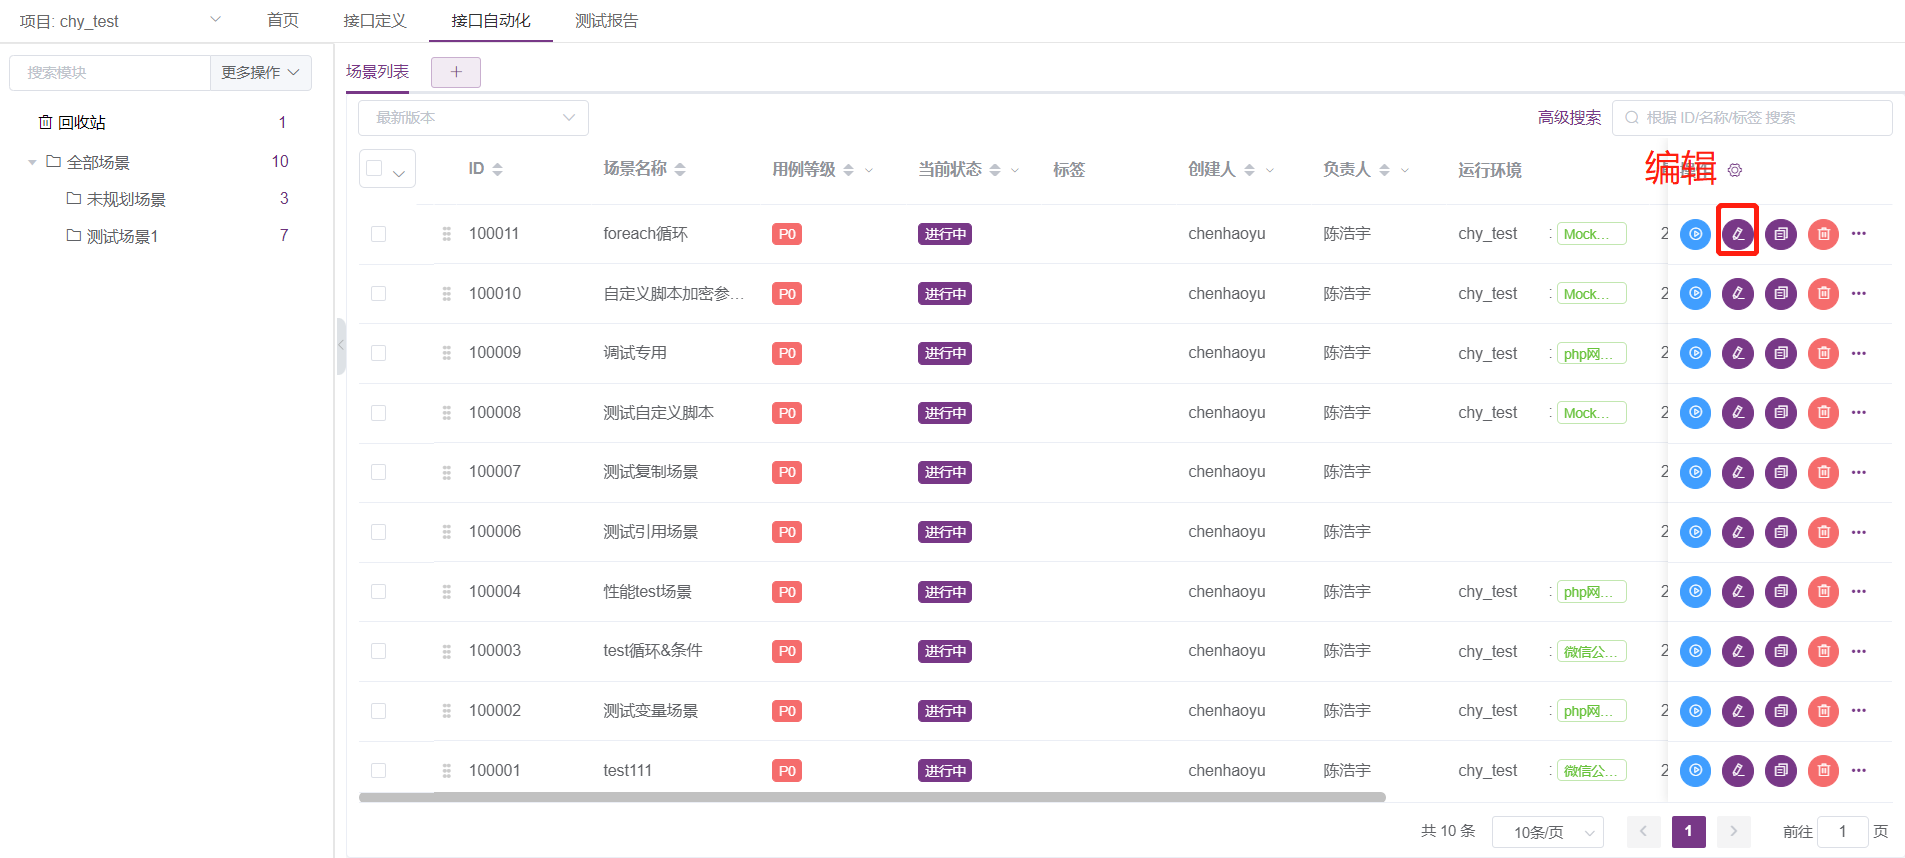 项目: chy_test 首页 接口定义 接口自动化 测试报告
搜索模块 更多操作
回收站 1
全部场景 10
未规划场景 3
测试场景1 7
场景列表 +
最新版本 高级搜索 根据 ID/名称/标签 搜索
编辑
ID 场景名称 用例等级 当前状态 标签 创建人 负责人 运行环境
100011 foreach循环 P0 进行中 chenhaoyu 陈浩宇 chy_test : Mock... 2
100010 自定义脚本加密参... P0 进行中 chenhaoyu 陈浩宇 chy_test : Mock... 2
100009 调试专用 P0 进行中 chenhaoyu 陈浩宇 chy_test : php网... 2
100008 测试自定义脚本 P0 进行中 chenhaoyu 陈浩宇 chy_test : Mock... 2
100007 测试复制场景 P0 进行中 chenhaoyu 陈浩宇 2
100006 测试引用场景 P0 进行中 chenhaoyu 陈浩宇 2
100004 性能test场景 P0 进行中 chenhaoyu 陈浩宇 chy_test : php网... 2
100003 test循环&条件 P0 进行中 chenhaoyu 陈浩宇 chy_test : 微信公... 2
100002 测试变量场景 P0 进行中 chenhaoyu 陈浩宇 chy_test : php网... 2
100001 test111 P0 进行中 chenhaoyu 陈浩宇 chy_test : 微信公... 2
共 10 条 10条/页 1 前往 1 页